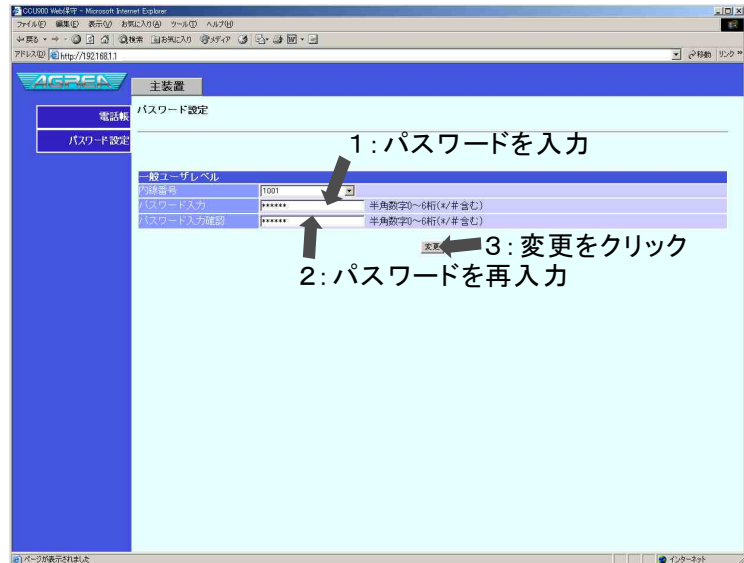 CCU900 Web保守 - Microsoft Internet Explorer
ファイル(F) 編集(E) 表示(V) お気に入り(A) ツール(T) ヘルプ(H)
戻る 検索 お気に入り メディア
アドレス(D) http://192.168.1.1 移動 リンク »
AGREA 主装置
電話帳
パスワード設定
パスワード設定
1:パスワードを入力
一般ユーザレベル
内線番号 1001
パスワード入力 ****** 半角数字0～6桁(*/#含む)
パスワード入力確認 ****** 半角数字0～6桁(*/#含む)
変更 3:変更をクリック
2:パスワードを再入力
ページが表示されました インターネット